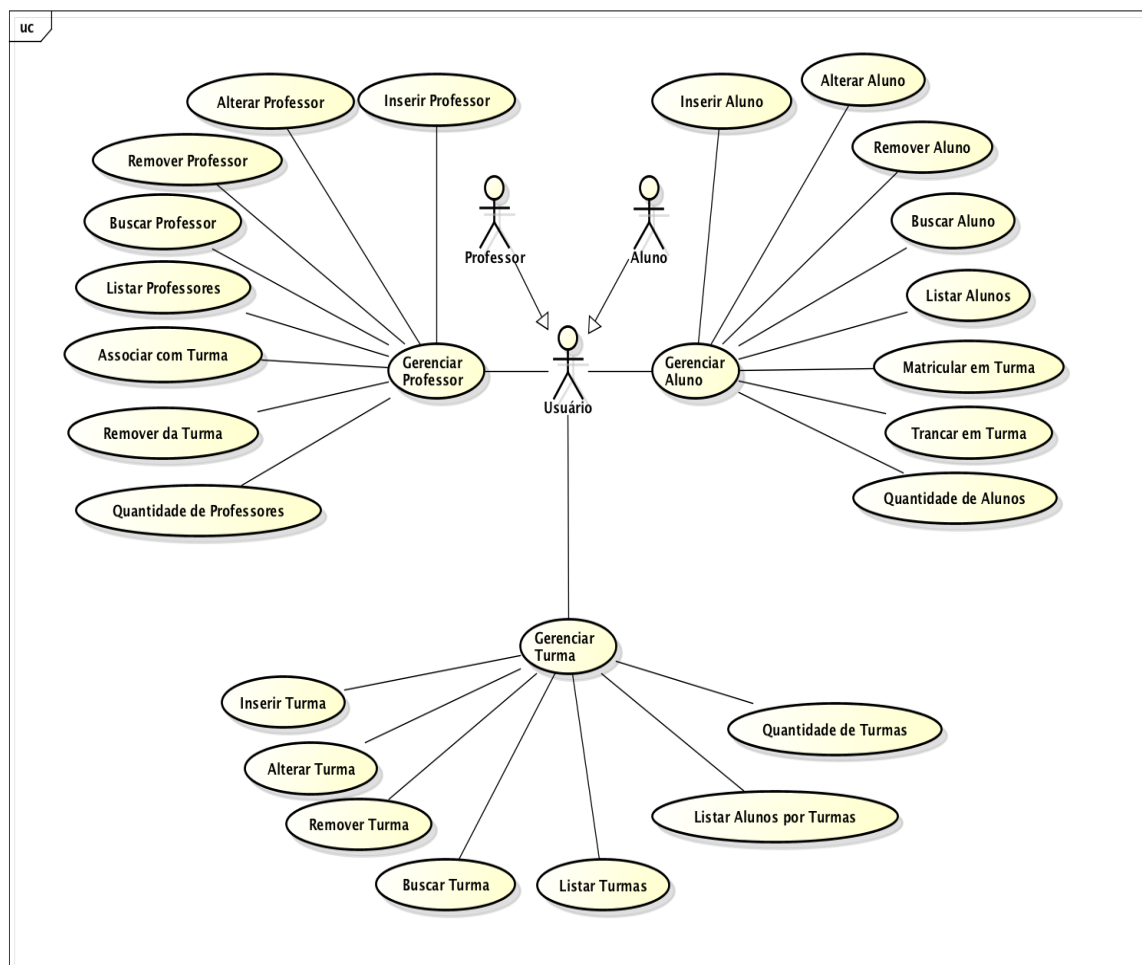 uc
Alterar Professor
Inserir Professor
Inserir Aluno
Alterar Aluno
Remover Professor
Remover Aluno
Buscar Professor
Buscar Aluno
Professor
Aluno
Listar Professores
Listar Alunos
Associar com Turma
Gerenciar
Professor
Usuário
Gerenciar
Aluno
Matricular em Turma
Remover da Turma
Trancar em Turma
Quantidade de Professores
Quantidade de Alunos
Gerenciar
Turma
Inserir Turma
Quantidade de Turmas
Alterar Turma
Remover Turma
Listar Alunos por Turmas
Buscar Turma
Listar Turmas